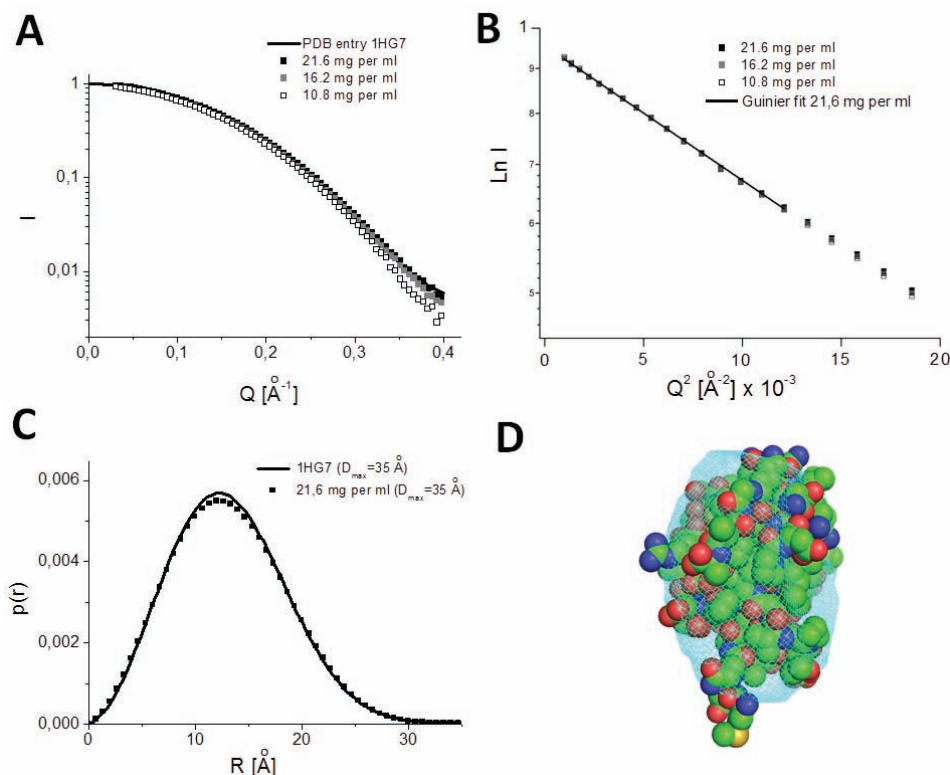 A
PDB entry 1HG7
21.6 mg per ml
16.2 mg per ml
10.8 mg per ml
1
0,1
0,01
I
0,0 0,1 0,2 0,3 0,4
Q [Å⁻¹]
B
21.6 mg per ml
16.2 mg per ml
10.8 mg per ml
Guinier fit 21,6 mg per ml
1
9
8
7
6
5
Ln I
0 5 10 15 20
Q² [Å⁻²] x 10⁻³
C
1HG7 (Dmax=35 Å)
21,6 mg per ml (Dmax=35 Å)
0,006
0,004
0,002
0,000
p(r)
0 10 20 30
R [Å]
D